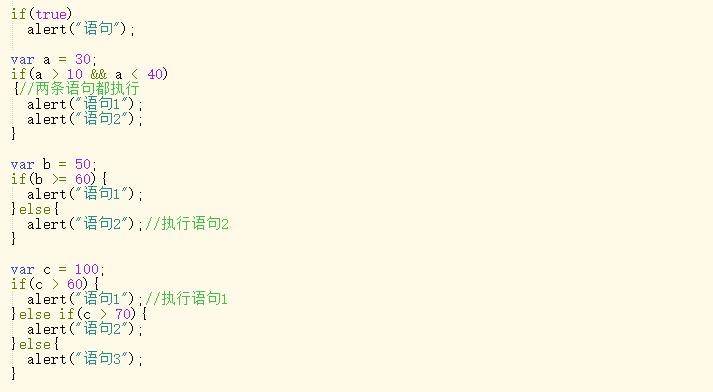 if(true)
  alert("语句");

var a = 30;
if(a > 10 && a < 40)
{//两条语句都执行
  alert("语句1");
  alert("语句2");
}

var b = 50;
if(b >= 60){
  alert("语句1");
}else{
  alert("语句2");//执行语句2
}

var c = 100;
if(c > 60){
  alert("语句1");//执行语句1
}else if(c > 70){
  alert("语句2");
}else{
  alert("语句3");
}